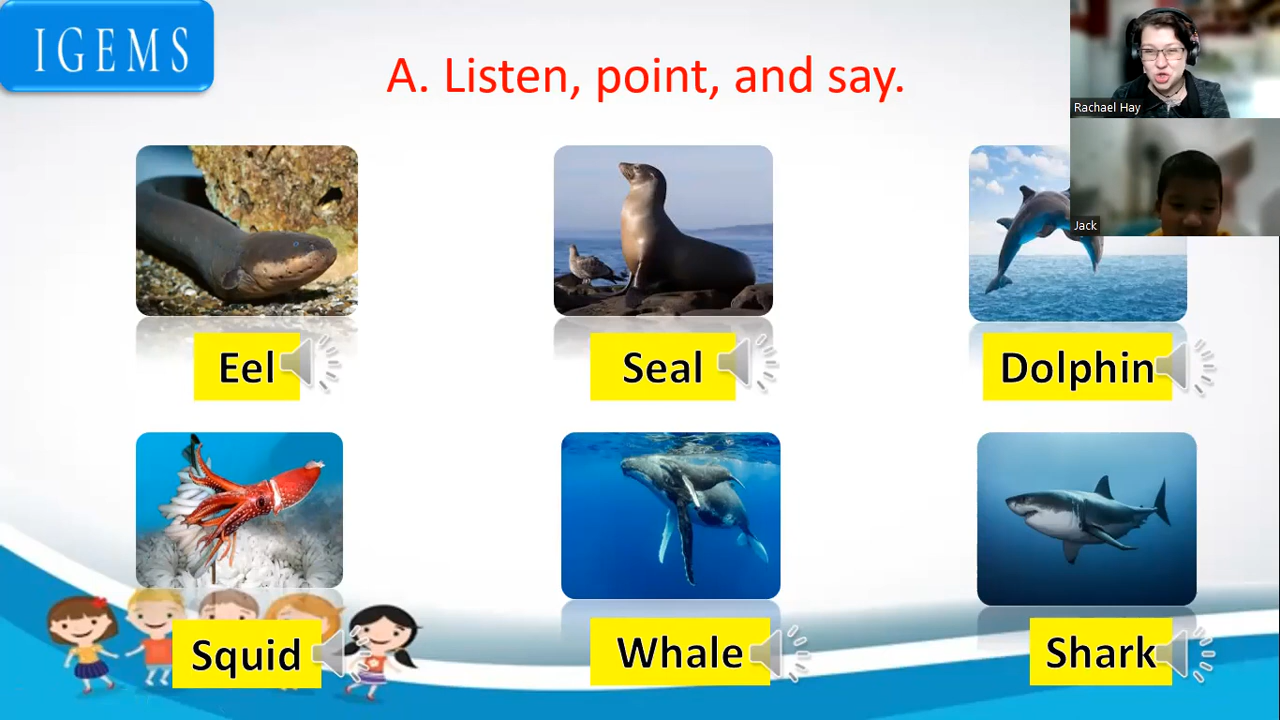 IGEMS
A. Listen, point, and say.
Rachael Hay
Jack
Eel
Seal
Dolphin
Squid
Whale
Shark